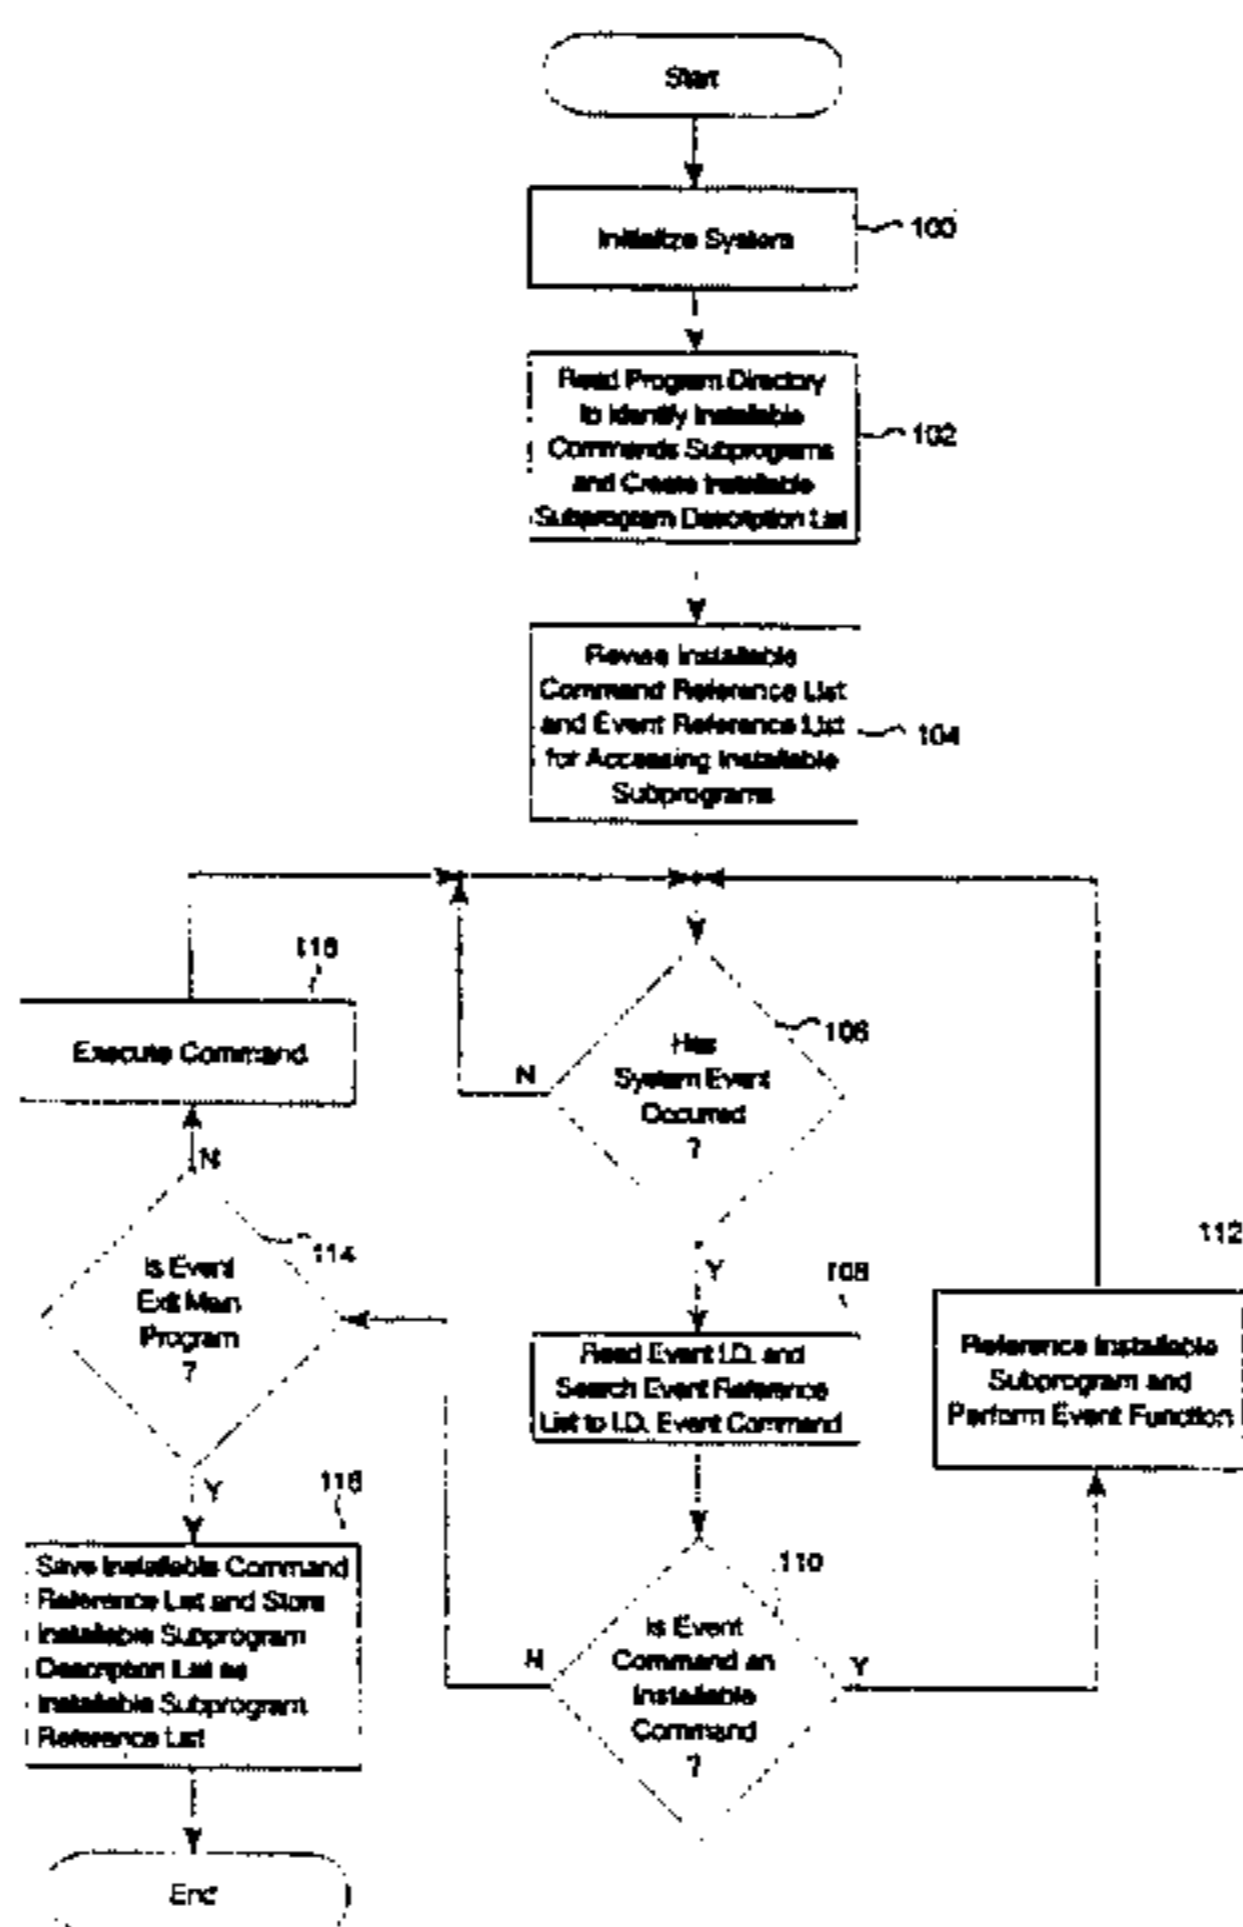 Start
Initialize System
100
Read Program Directory
to Identify Installable
Commands Subprograms
and Create Installable
Subprogram Description List
102
Revise Installable
Command Reference List
and Event Reference List
for Accessing Installable
Subprograms
104
116
Execute Command
Has
System Event
Occurred
?
106
N
N
Is Event
Exit Main
Program
?
114
Y
108
Read Event I.D. and
Search Event Reference
List to I.D. Event Command
112
Reference Installable
Subprogram and
Perform Event Function
Y
118
Save Installable Command
Reference List and Store
Installable Subprogram
Description List as
Installable Subprogram
Reference List
Is Event
Command an
Installable
Command
?
110
N
Y
End